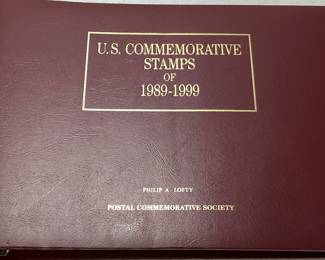 U.S. COMMEMORATIVE
STAMPS
OF
1989-1999
PHILIP A. LOFTY
POSTAL COMMEMORATIVE SOCIETY